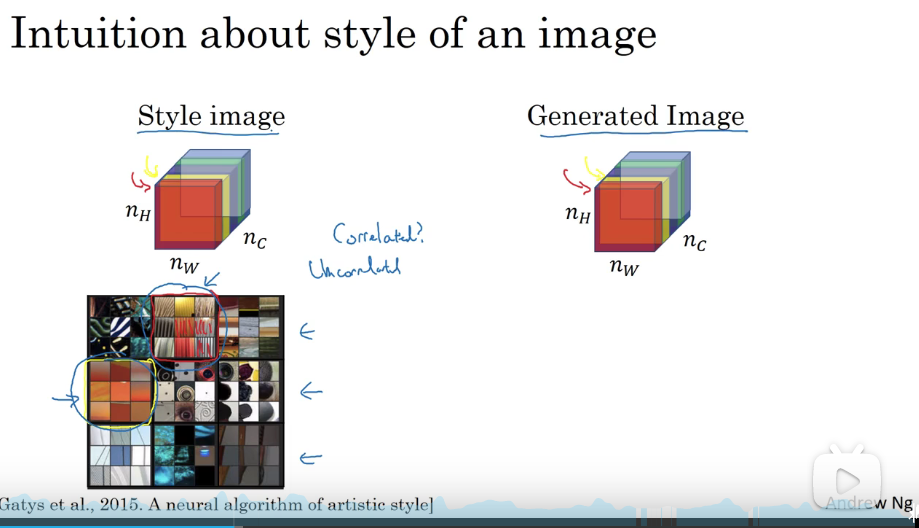 Intuition about style of an image
Style image
Generated Image
n_H
n_C
n_W
n_H
n_C
n_W
Correlated?
Uncorrelated
Gatys et al., 2015. A neural algorithm of artistic style]
Andrew Ng